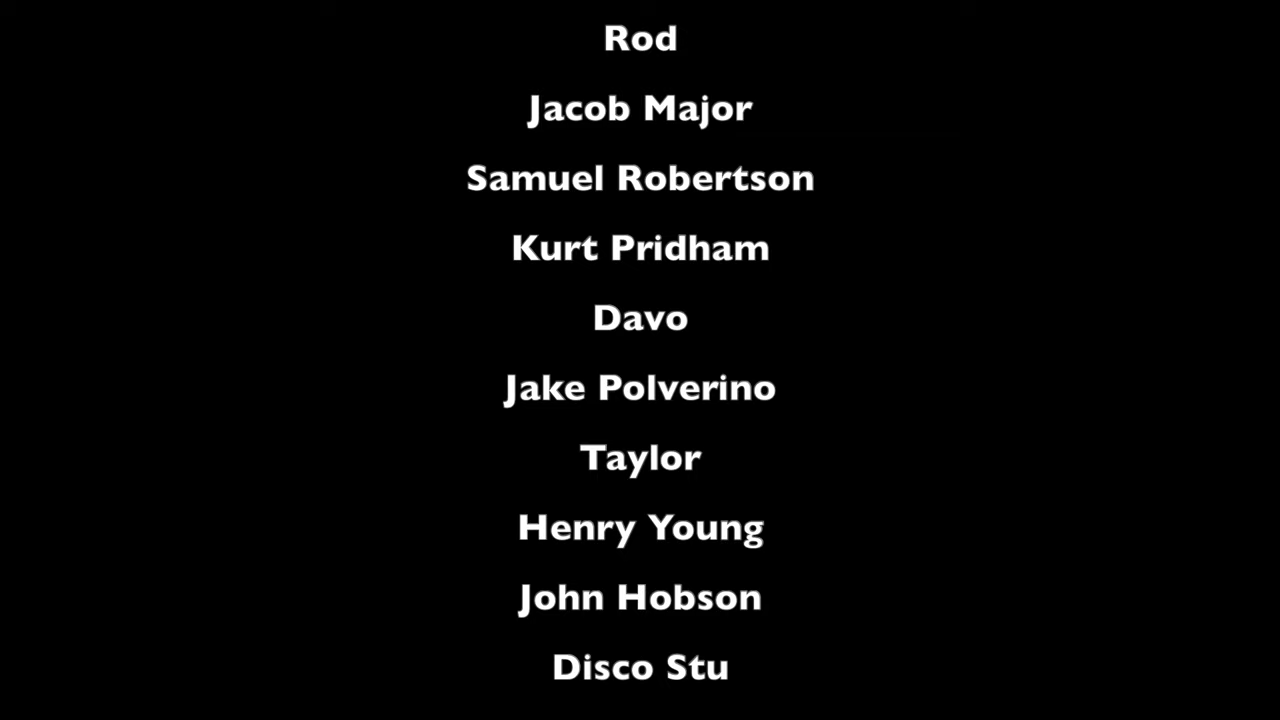 Rod
Jacob Major
Samuel Robertson
Kurt Pridham
Davo
Jake Polverino
Taylor
Henry Young
John Hobson
Disco Stu